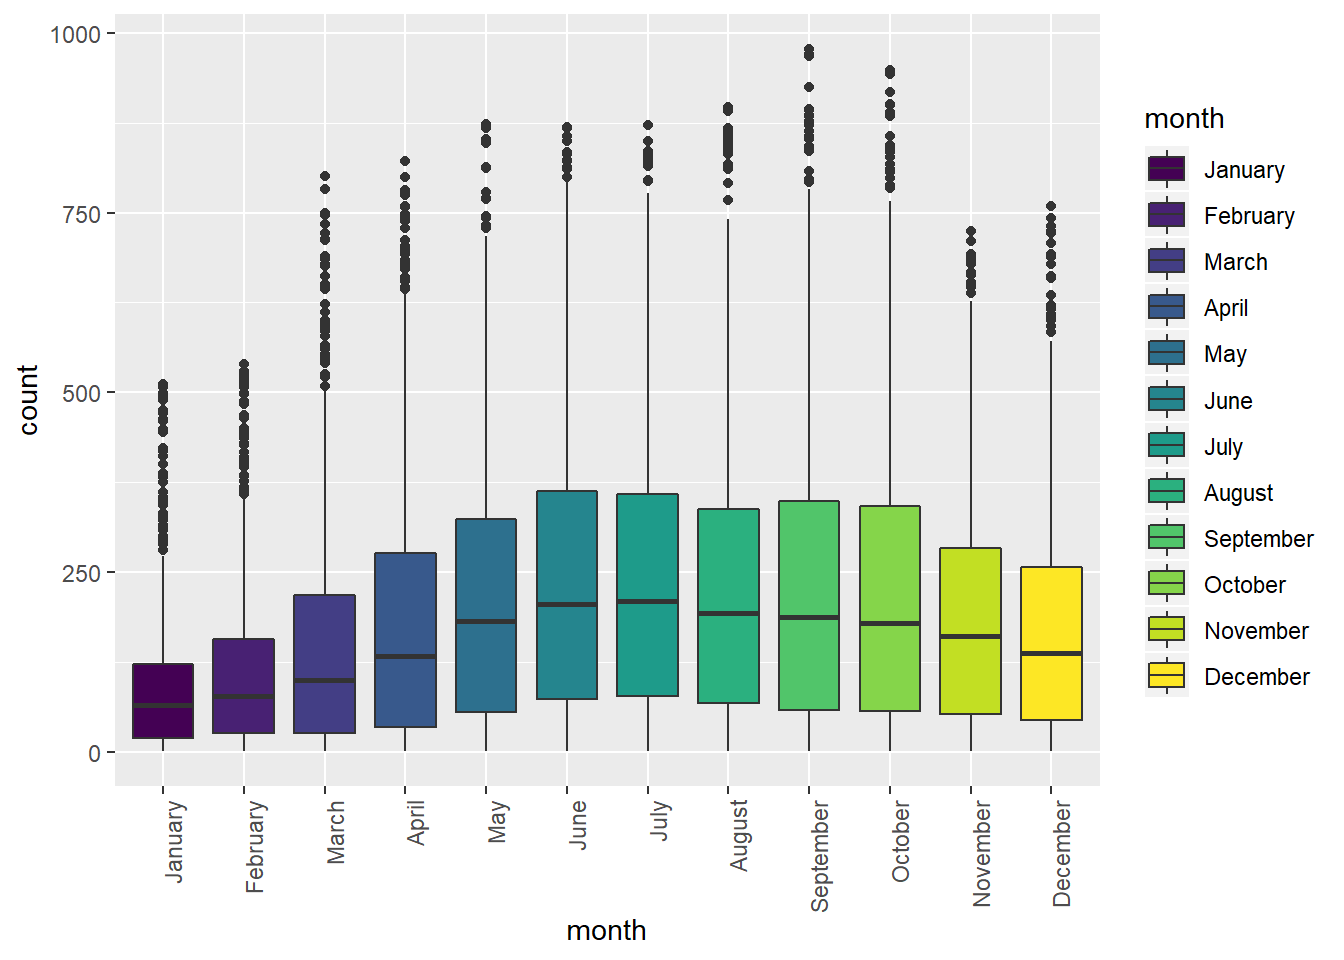 1000
750
500
250
0
count
January
February
March
April
May
June
July
August
September
October
November
December
month
month
January
February
March
April
May
June
July
August
September
October
November
December